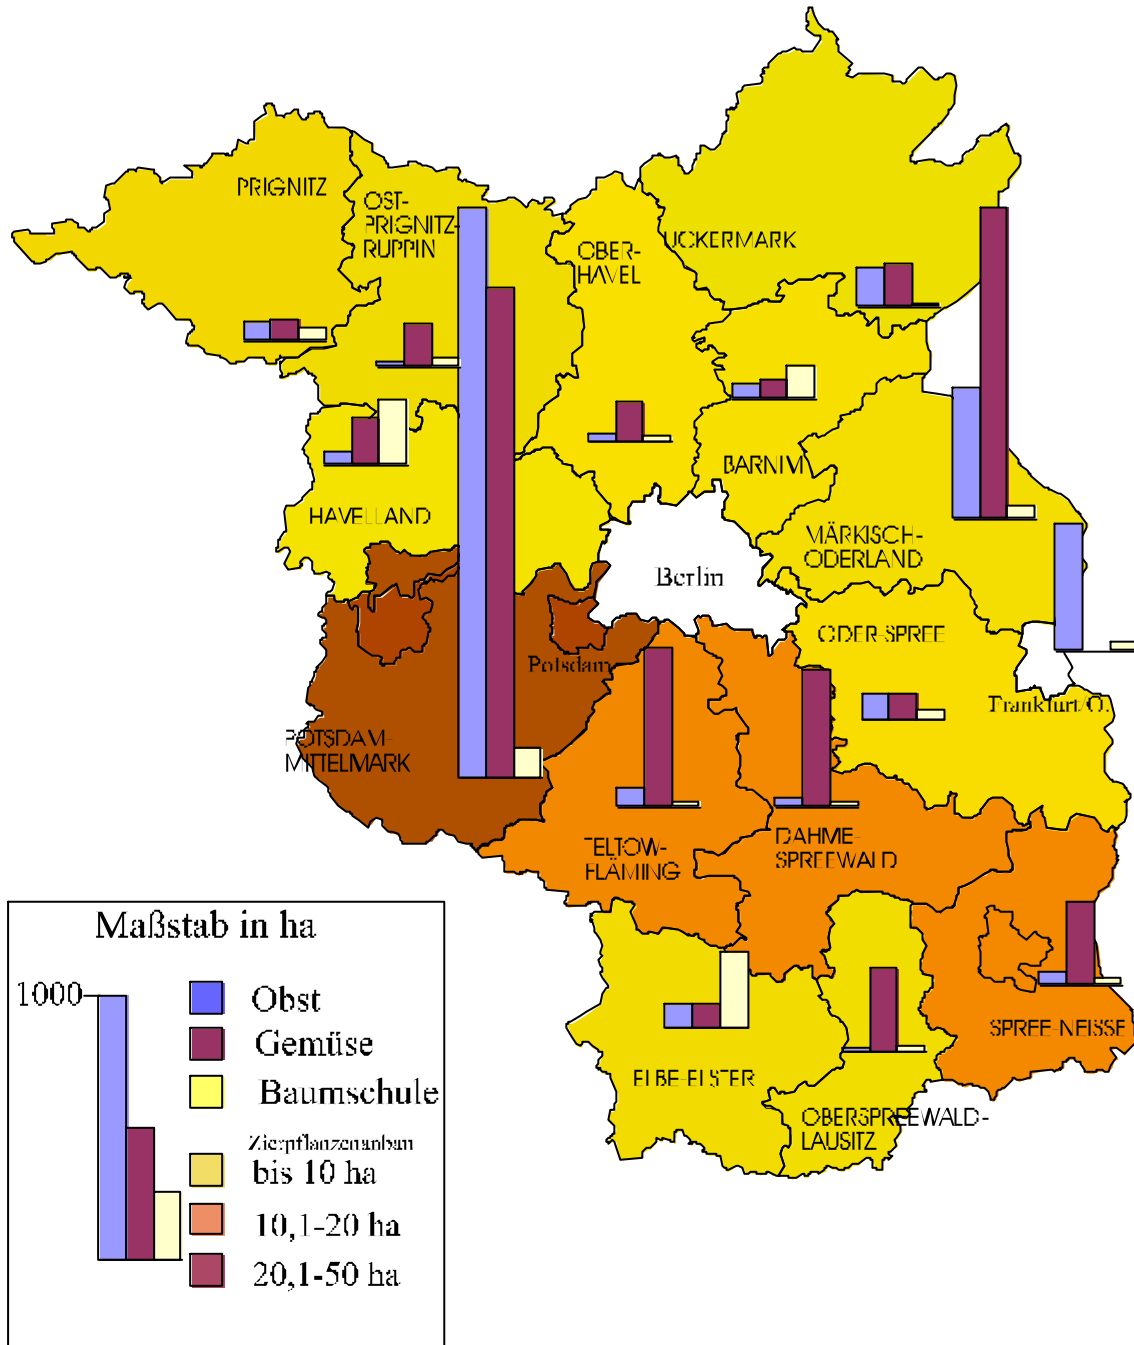 PRIGNITZ
OST-
PRIGNITZ-
RUPPIN
OBER-
HAVEL
UCKERMARK
BARNIM
HAVELLAND
MÄRKISCH-
ODERLAND
Berlin
ODER-SPREE
Potsdam
Frankfurt/O.
POTSDAM-
MITTELMARK
TELTOW-
FLÄMING
DAHME-
SPREEWALD
SPREE-NEISSE
ELBE-ELSTER
OBERSPREEWALD-
LAUSITZ
Maßstab in ha
1000
Obst
Gemüse
Baumschule
Zierpflanzenanbau
bis 10 ha
10,1-20 ha
20,1-50 ha